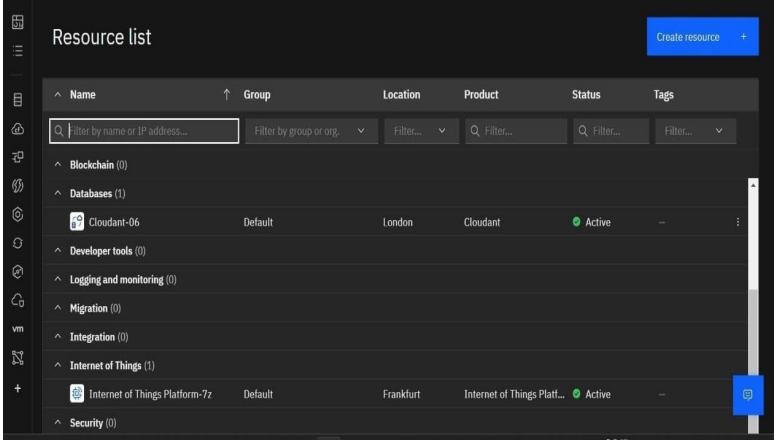 Resource list
Create resource +
Name Group Location Product Status Tags
Filter by name or IP address... Filter by group or org. Filter... Filter... Filter... Filter...
Blockchain (0)
Databases (1)
Cloudant-06 Default London Cloudant Active –
Developer tools (0)
Logging and monitoring (0)
Migration (0)
Integration (0)
vm
Internet of Things (1)
Internet of Things Platform-7z Default Frankfurt Internet of Things Platf... Active –
Security (0)